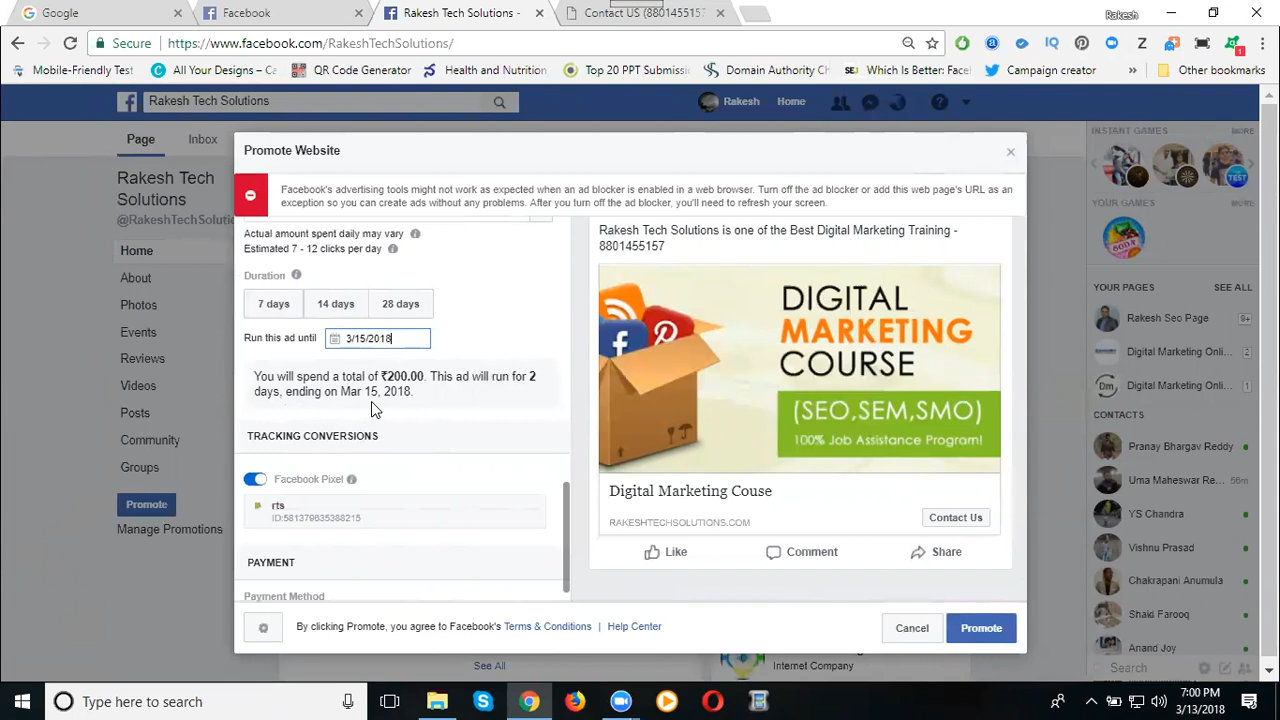 Google
Facebook
Rakesh Tech Solutions -
Contact US (8801455157
Rakesh
Secure
https://www.facebook.com/RakeshTechSolutions/
Mobile-Friendly Test
All Your Designs – Ca
QR Code Generator
Health and Nutrition
Top 20 PPT Submissio
Domain Authority Ch
Which Is Better: Face
Campaign creator
Other bookmarks
Rakesh Tech Solutions
Rakesh
Home
Page
Inbox
Rakesh Tech
Solutions
@RakeshTechSolutio
Home
About
Photos
Events
Reviews
Videos
Posts
Community
Groups
Promote
Manage Promotions
Promote Website
Facebook's advertising tools might not work as expected when an ad blocker is enabled in a web browser. Turn off the ad blocker or add this web page's URL as an
exception so you can create ads without any problems. After you turn off the ad blocker, you'll need to refresh your screen.
Actual amount spent daily may vary
Estimated 7 - 12 clicks per day
Duration
7 days
14 days
28 days
Run this ad until
3/15/2018
You will spend a total of ₹200.00. This ad will run for 2
days, ending on Mar 15, 2018.
TRACKING CONVERSIONS
Facebook Pixel
rts
ID:581379635388215
PAYMENT
Payment Method
Rakesh Tech Solutions is one of the Best Digital Marketing Training -
8801455157
DIGITAL
MARKETING
COURSE
(SEO,SEM,SMO)
100% Job Assistance Program!
Digital Marketing Couse
RAKESHTECHSOLUTIONS.COM
Contact Us
Like
Comment
Share
By clicking Promote, you agree to Facebook's Terms & Conditions | Help Center
Cancel
Promote
See All
Internet Company
INSTANT GAMES
MORE
TEST
YOUR GAMES
MORE
YOUR PAGES
SEE ALL
Rakesh Seo Page
9+
Digital Marketing Onli...
2
Digital Marketing Onli...
1
CONTACTS
Pranay Bhargav Reddy
Uma Maheswar Re...
56m
YS Chandra
Vishnu Prasad
Chakrapani Anumula
Shaki Farooq
Anand Joy
Search
Type here to search
7:00 PM
3/13/2018